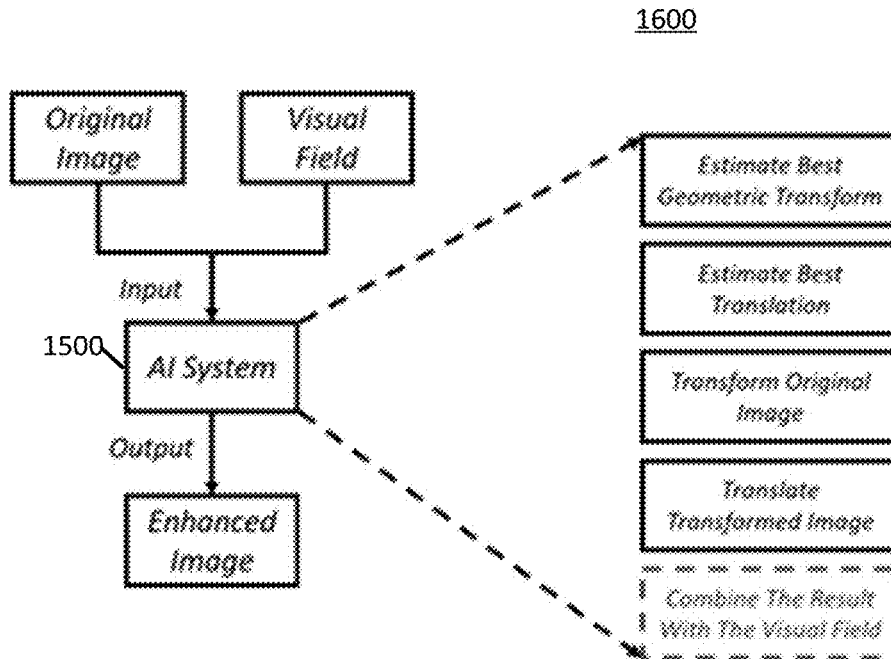 1600
Original
Image
Visual
Field
Input
1500
AI System
Output
Enhanced
Image
Estimate Best
Geometric Transform
Estimate Best
Translation
Transform Original
Image
Translate
Transformed Image
Combine The Result
With The Visual Field